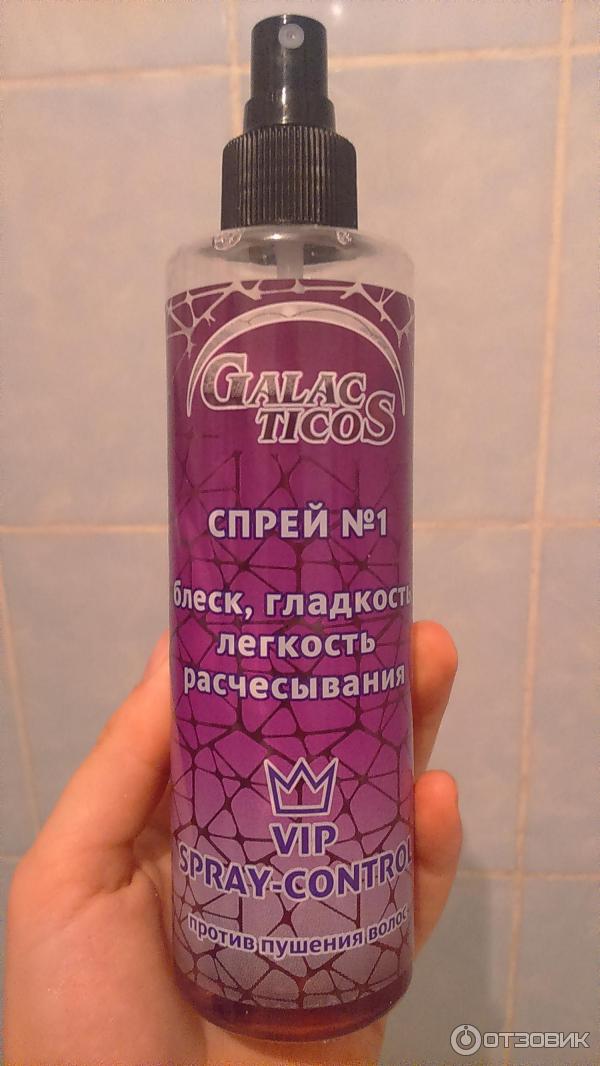 GALAC
TICOS
СПРЕЙ №1
блеск, гладкость
легкость
расчесывания
VIP
SPRAY-CONTROL
против пушения волос
ОТЗОВИК